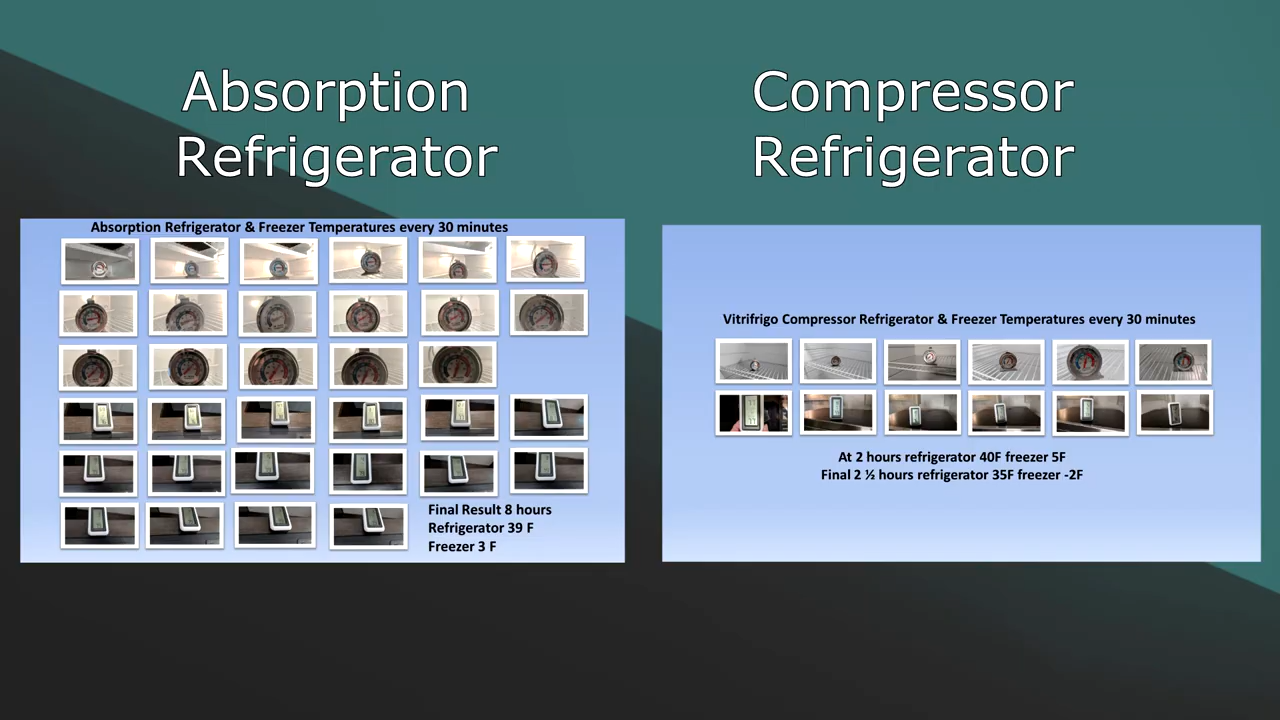 Absorption
Refrigerator
Compressor
Refrigerator
Absorption Refrigerator & Freezer Temperatures every 30 minutes
Final Result 8 hours
Refrigerator 39 F
Freezer 3 F
Vitrifrigo Compressor Refrigerator & Freezer Temperatures every 30 minutes
At 2 hours refrigerator 40F freezer 5F
Final 2 ½ hours refrigerator 35F freezer -2F